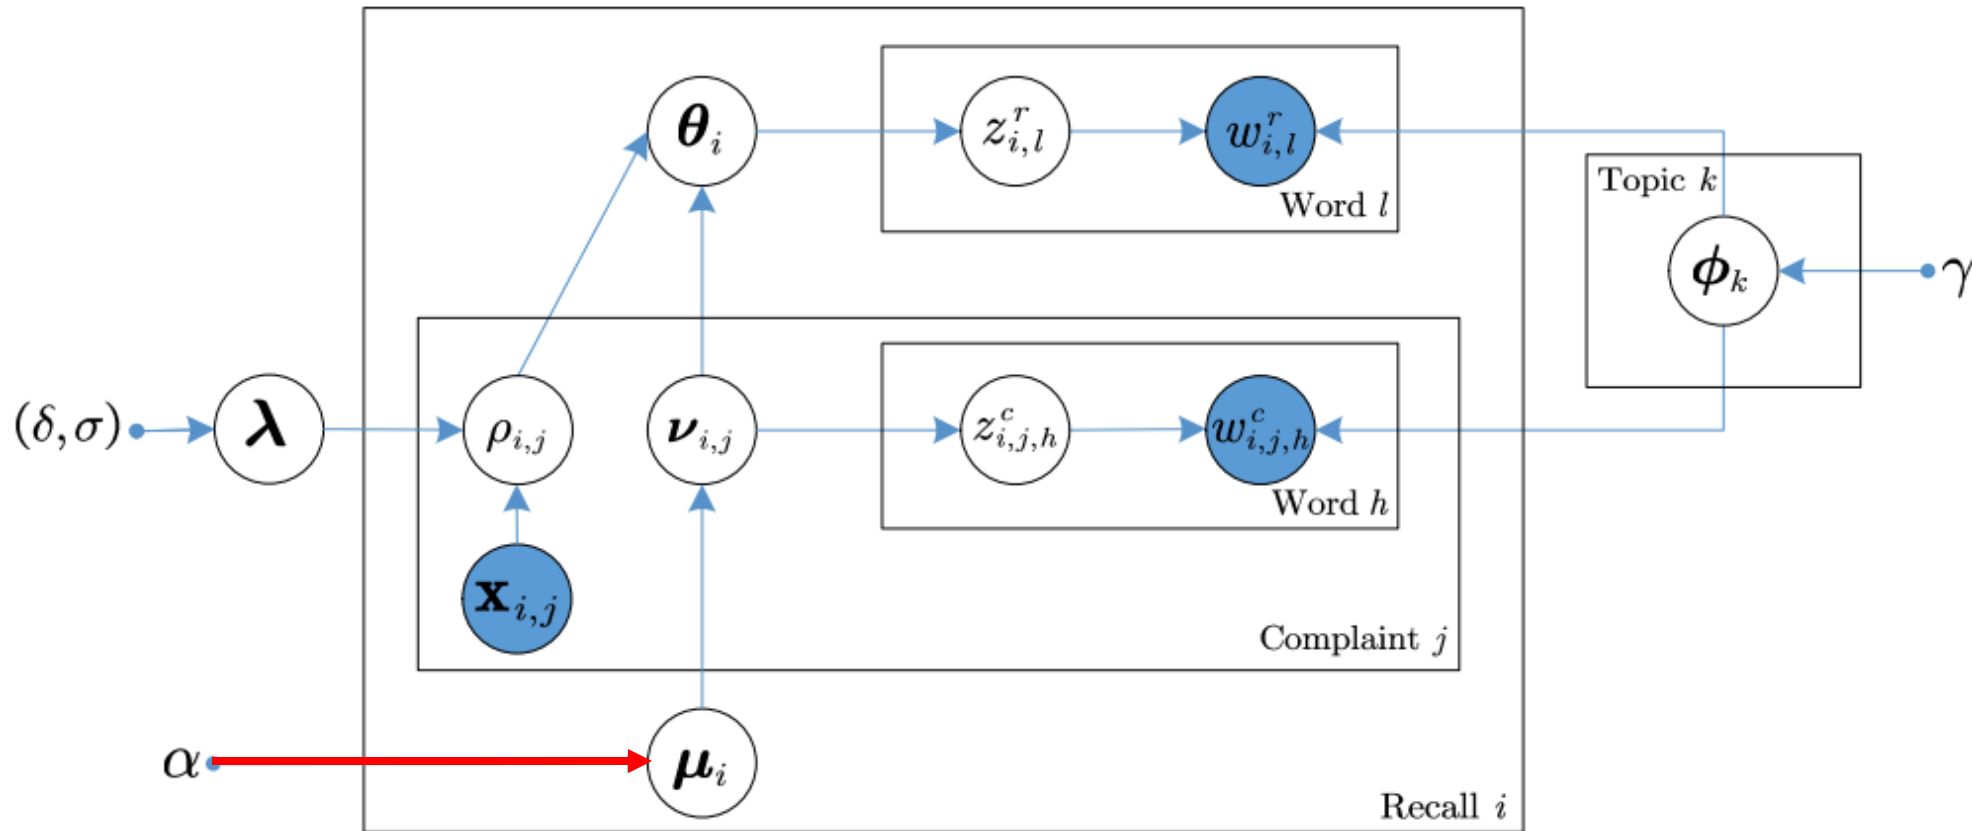 θ_i
z^r_{i,l}
w^r_{i,l}
Word l
Topic k
ϕ_k
γ
(δ, σ)
λ
ρ_{i,j}
ν_{i,j}
z^c_{i,j,h}
w^c_{i,j,h}
Word h
x_{i,j}
Complaint j
α
μ_i
Recall i